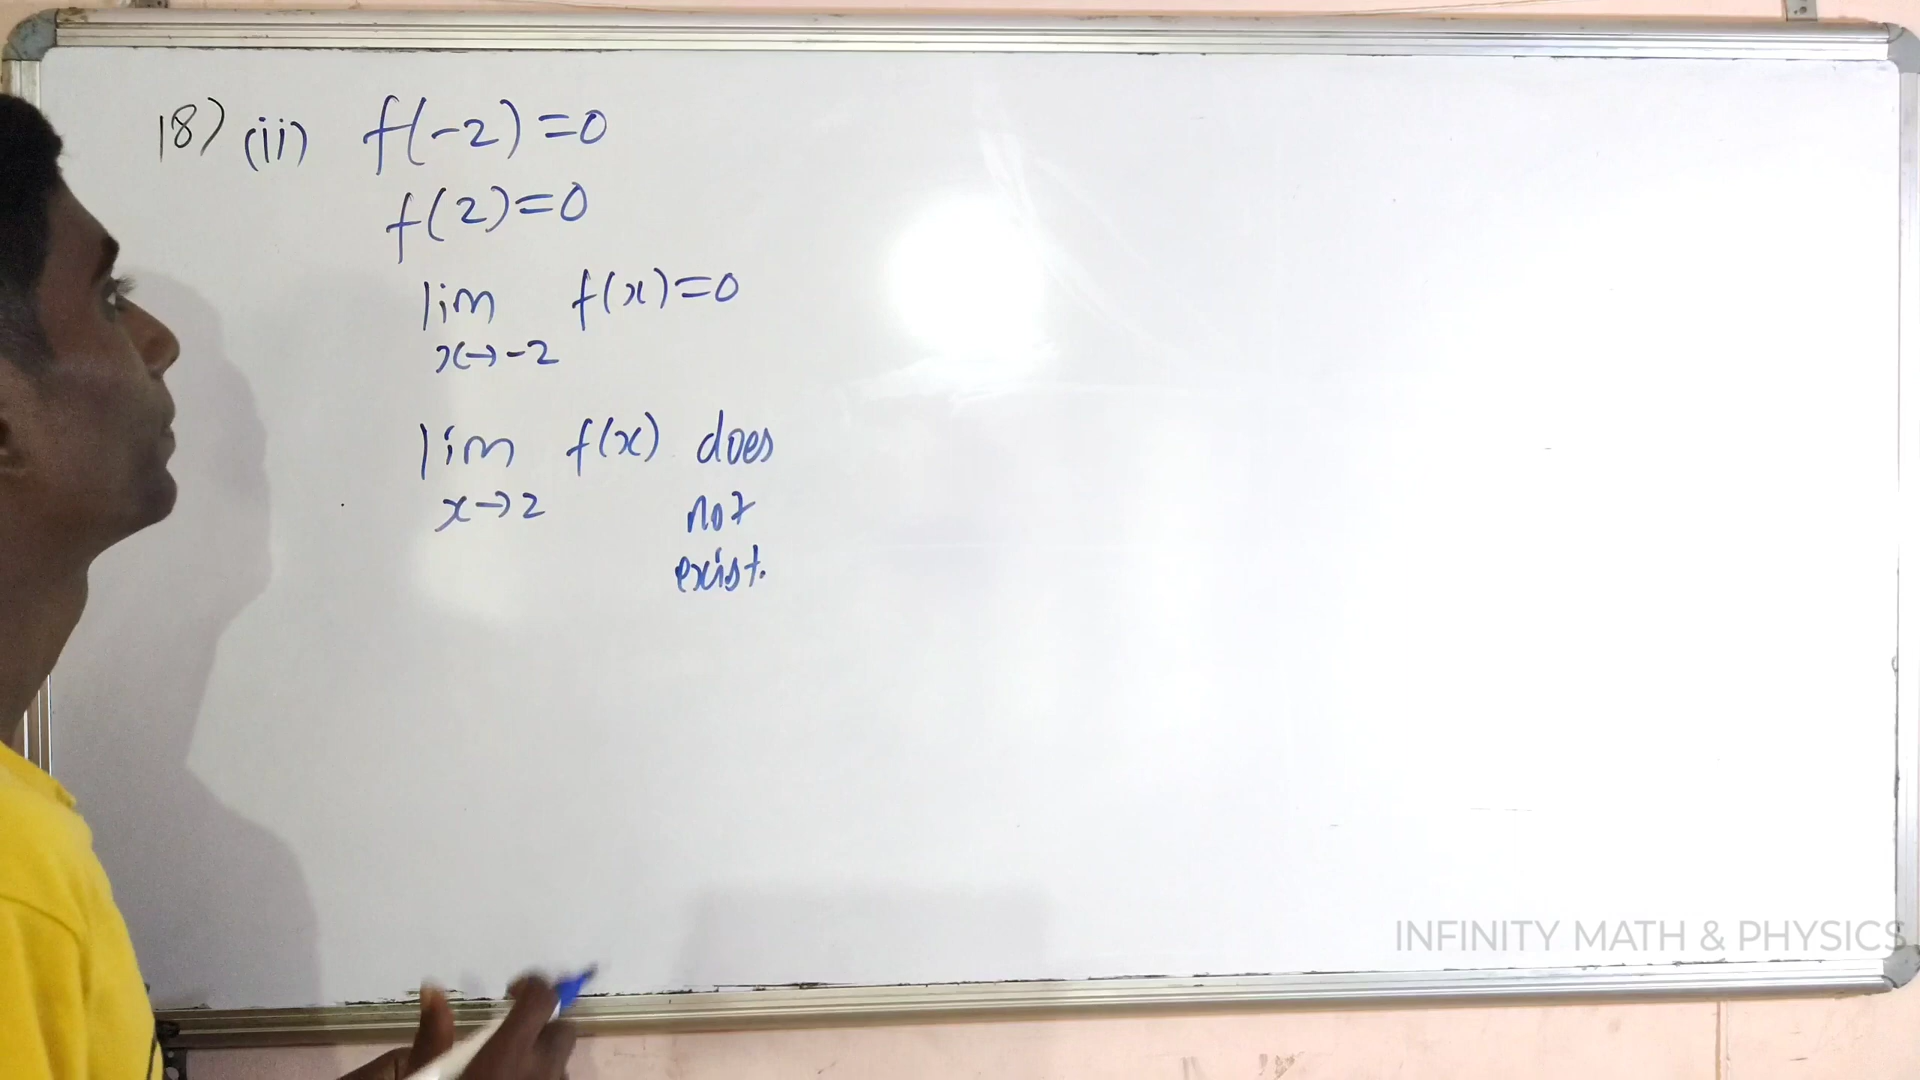 18) (ii) f(-2)=0
f(2)=0
lim f(x)=0
x→-2
lim f(x) does
x→2 not
exist.
INFINITY MATH & PHYSICS